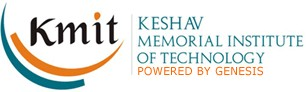 Kmit
KESHAV
MEMORIAL INSTITUTE
OF TECHNOLOGY
POWERED BY GENESIS